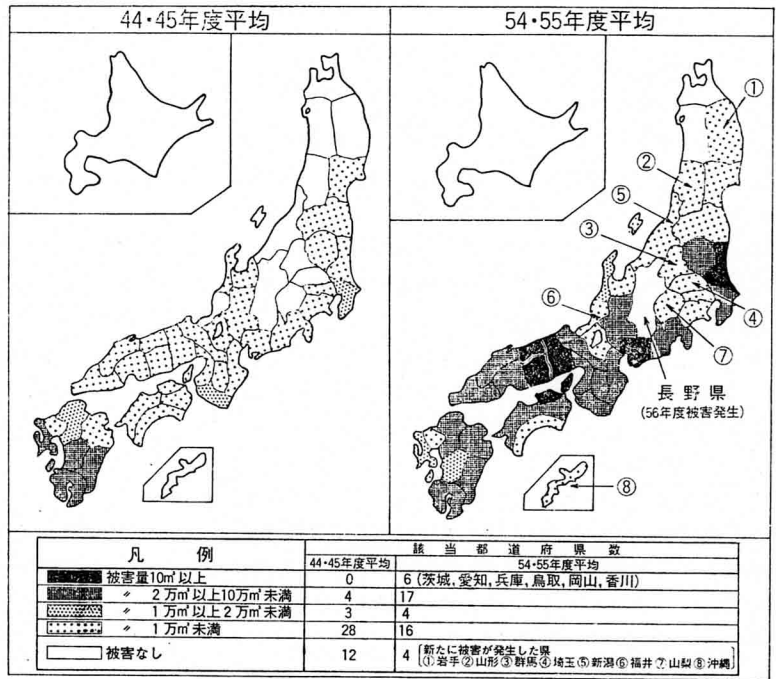 44・45年度平均
54・55年度平均
①
②
⑤
③
⑥
④
⑦
長野県
(56年度被害発生)
⑧
凡例
該当都道府県数
44・45年度平均
54・55年度平均
被害量10㎥以上
0
6 (茨城, 愛知, 兵庫, 鳥取, 岡山, 香川)
〃 2万㎥以上10万㎥未満
4
17
〃 1万㎥以上2万㎥未満
3
4
〃 1万㎥未満
28
16
被害なし
12
4
新たに被害が発生した県
①岩手②山形③群馬④埼玉⑤新潟⑥福井⑦山梨⑧沖縄